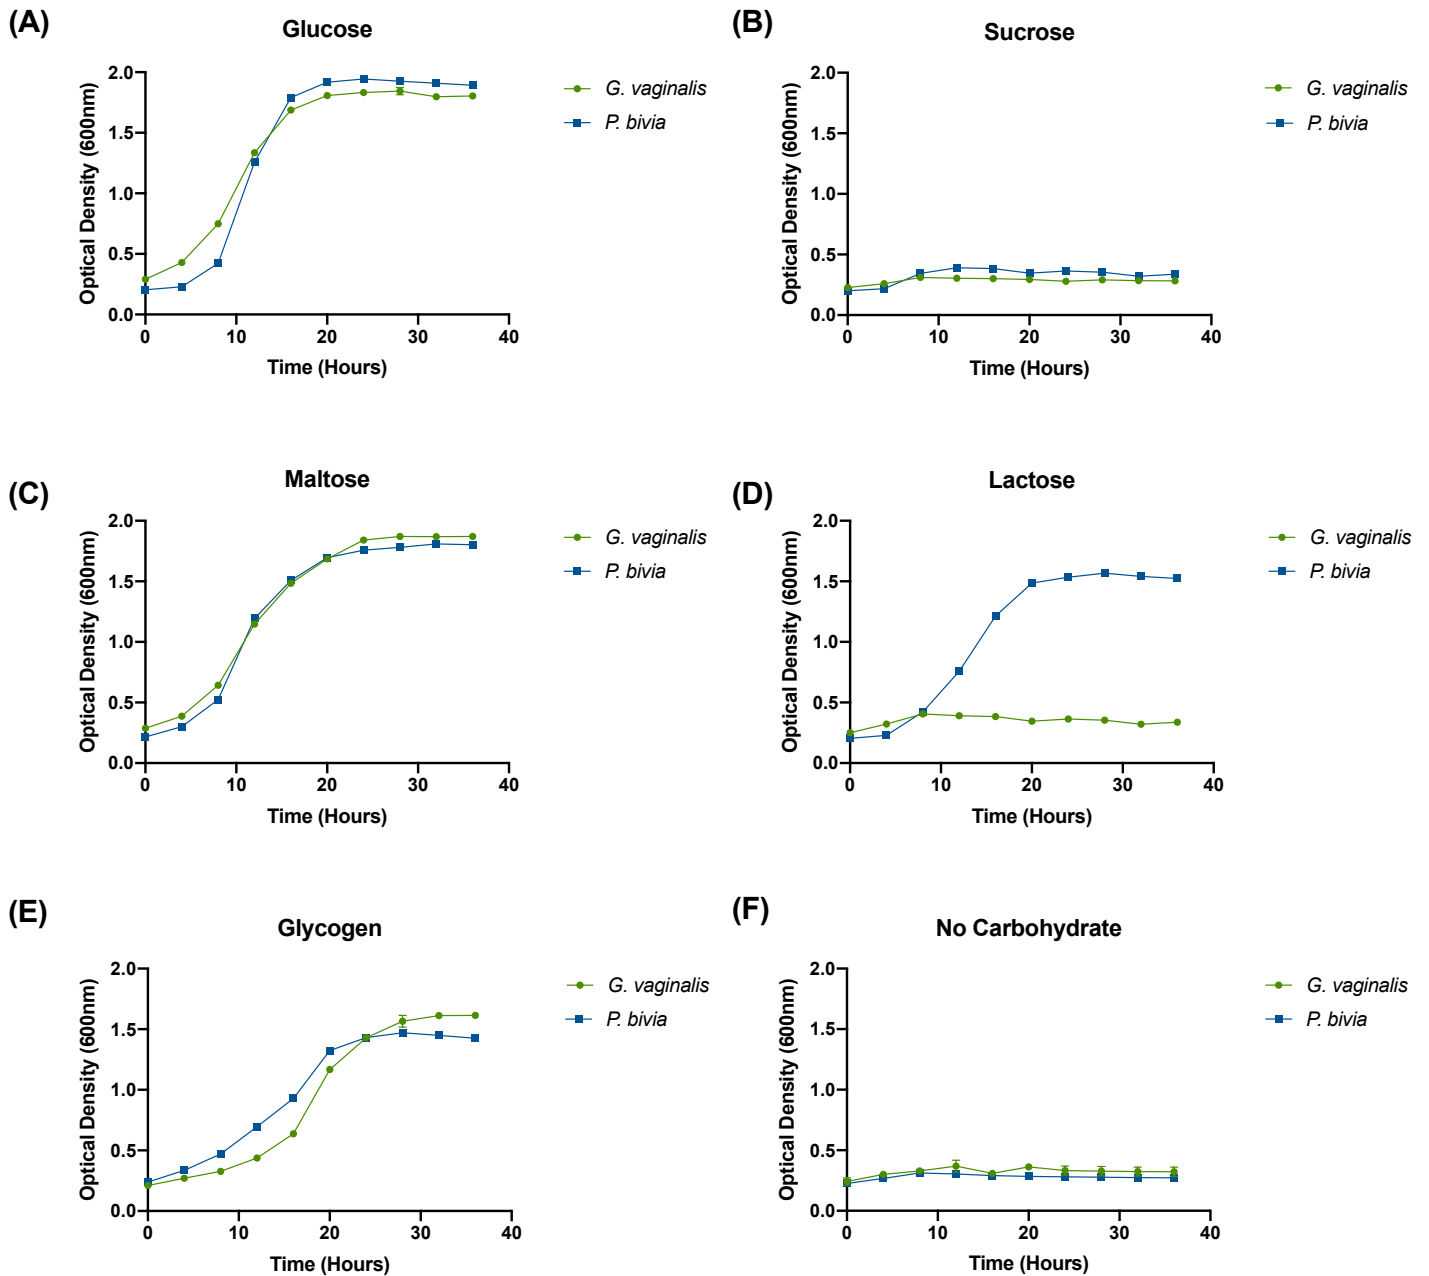 (A)
Glucose
Optical Density (600nm)
2.0
1.5
1.0
0.5
0.0
0 10 20 30 40
Time (Hours)
G. vaginalis
P. bivia
(B)
Sucrose
Optical Density (600nm)
2.0
1.5
1.0
0.5
0.0
0 10 20 30 40
Time (Hours)
G. vaginalis
P. bivia
(C)
Maltose
Optical Density (600nm)
2.0
1.5
1.0
0.5
0.0
0 10 20 30 40
Time (Hours)
G. vaginalis
P. bivia
(D)
Lactose
Optical Density (600nm)
2.0
1.5
1.0
0.5
0.0
0 10 20 30 40
Time (Hours)
G. vaginalis
P. bivia
(E)
Glycogen
Optical Density (600nm)
2.0
1.5
1.0
0.5
0.0
0 10 20 30 40
Time (Hours)
G. vaginalis
P. bivia
(F)
No Carbohydrate
Optical Density (600nm)
2.0
1.5
1.0
0.5
0.0
0 10 20 30 40
Time (Hours)
G. vaginalis
P. bivia